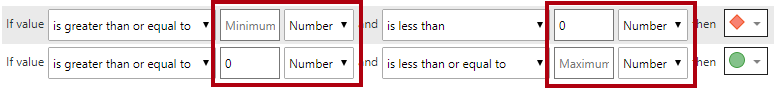 If value is greater than or equal to Minimum Number and is less than 0 Number then
If value is greater than or equal to 0 Number and is less than or equal to Maximum Number then